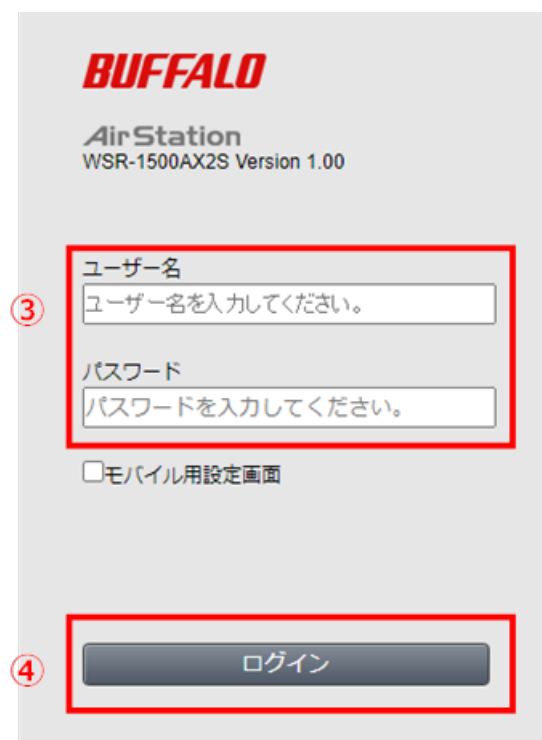 BUFFALO
AirStation
WSR-1500AX2S Version 1.00
ユーザー名
③
ユーザー名を入力してください。
パスワード
パスワードを入力してください。
モバイル用設定画面
④
ログイン